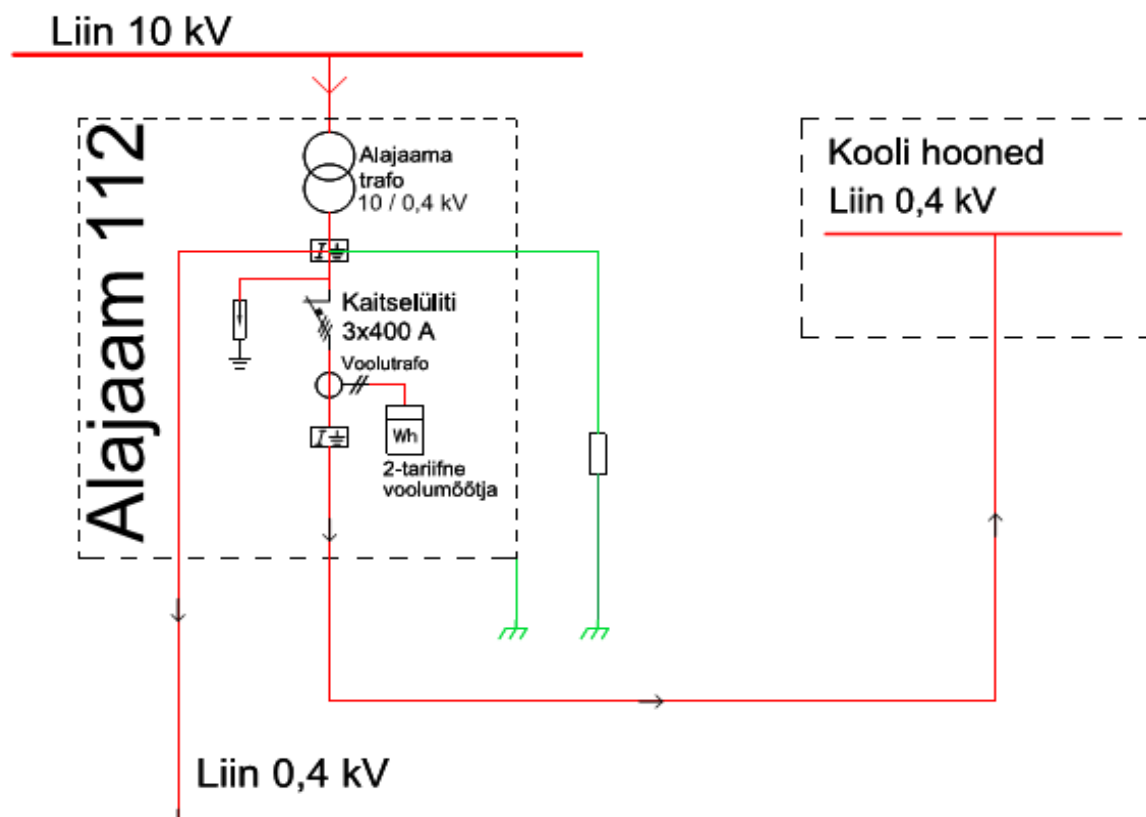 Liin 10 kV
Alajaam 112
Alajaama
trafo
10 / 0,4 kV
Kaitselüliti
3x400 A
Voolutrafo
Wh
2-tariifne
voolumõõtja
Kooli hooned
Liin 0,4 kV
Liin 0,4 kV